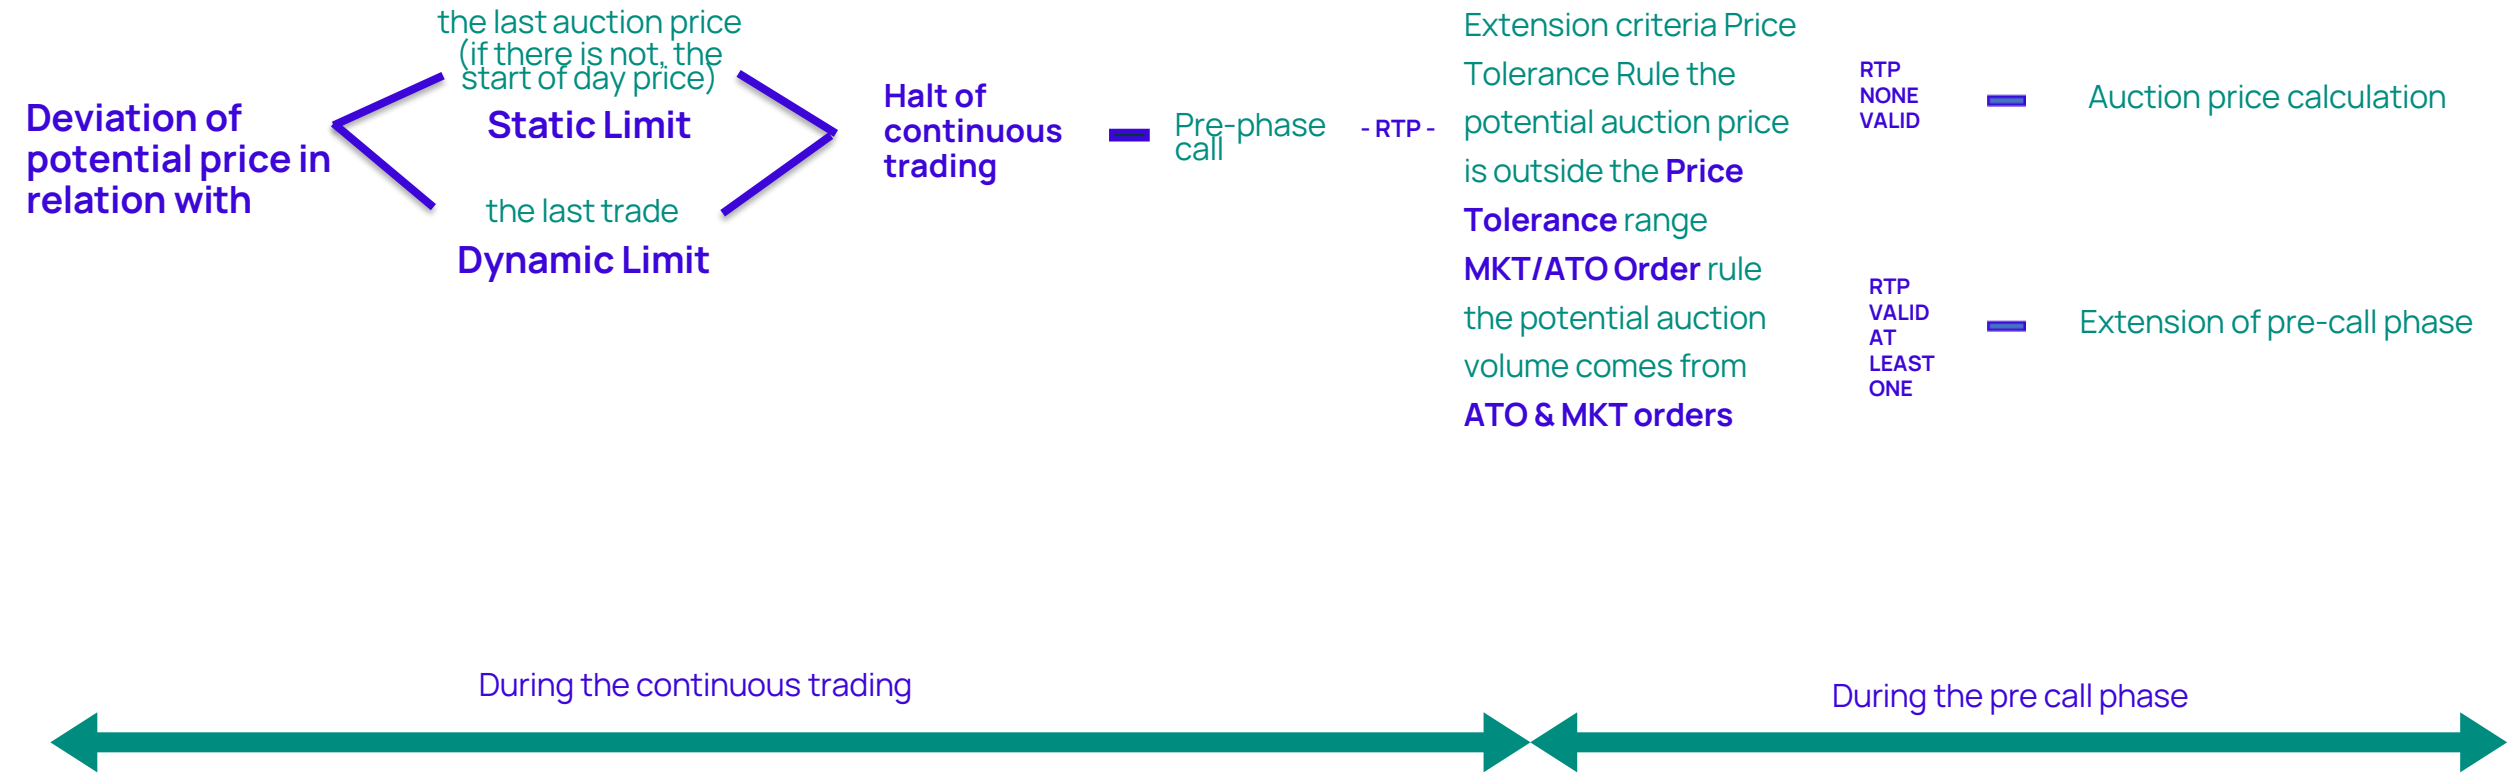 Deviation of
potential price in
relation with
the last auction price
(if there is not, the
start of day price)
Static Limit
the last trade
Dynamic Limit
Halt of
continuous
trading
Pre-phase
call
- RTP -
Extension criteria Price
Tolerance Rule the
potential auction price
is outside the Price
Tolerance range
MKT/ATO Order rule
the potential auction
volume comes from
ATO & MKT orders
RTP
NONE
VALID
Auction price calculation
RTP
VALID
AT
LEAST
ONE
Extension of pre-call phase
During the continuous trading
During the pre call phase